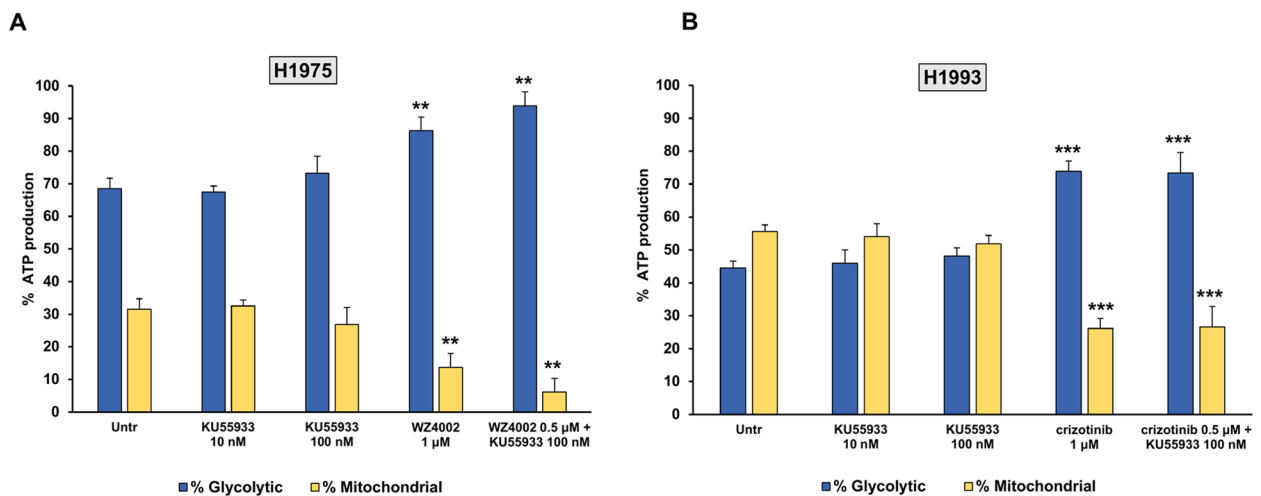 A
H1975
% ATP production
100
90
80
70
60
50
40
30
20
10
0
**
**
**
**
Untr
KU55933
10 nM
KU55933
100 nM
WZ4002
1 µM
WZ4002 0.5 µM +
KU55933 100 nM
% Glycolytic
% Mitochondrial
B
H1993
% ATP production
100
90
80
70
60
50
40
30
20
10
0
***
***
***
***
Untr
KU55933
10 nM
KU55933
100 nM
crizotinib
1 µM
crizotinib 0.5 µM +
KU55933 100 nM
% Glycolytic
% Mitochondrial